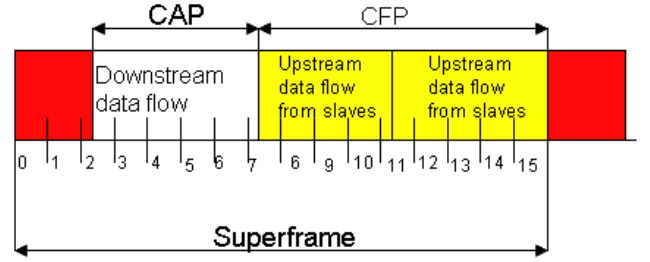 CAP CFP
Downstream
data flow
Upstream
data flow
from slaves
Upstream
data flow
from slaves
0 1 2 3 4 5 6 7 6 9 10 11 12 13 14 15
Superframe